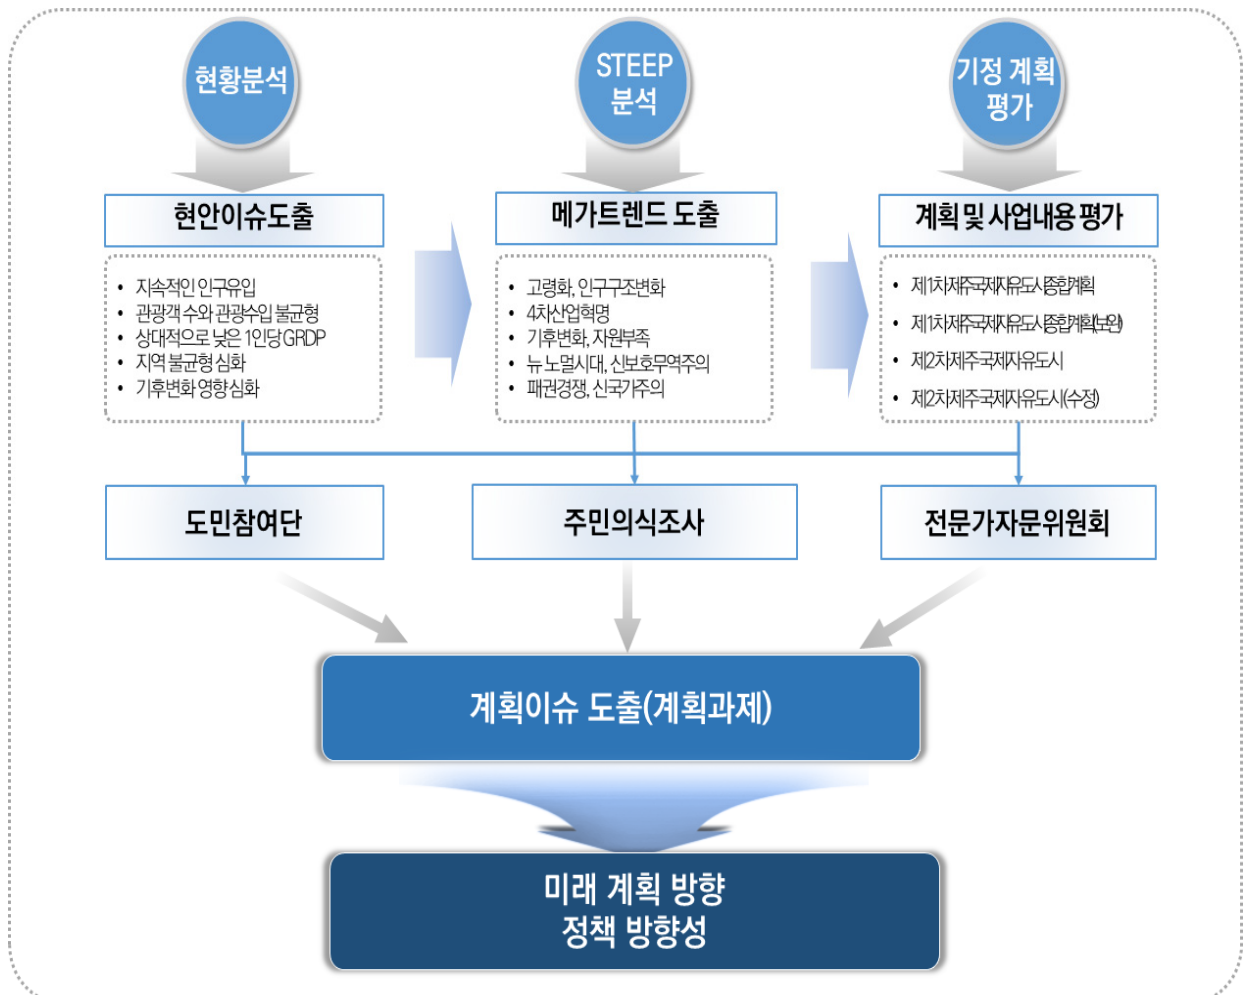 현황분석
STEEP
분석
기정 계획
평가
현안이슈도출
메가트렌드 도출
계획 및 사업내용 평가
• 지속적인 인구유입
• 관광객 수와 관광수입 불균형
• 상대적으로 낮은 1인당 GRDP
• 지역 불균형 심화
• 기후변화 영향 심화
• 고령화, 인구구조변화
• 4차산업혁명
• 기후변화, 자원부족
• 뉴 노멀시대, 신보호무역주의
• 패권경쟁, 신국가주의
• 제1차 제주국제자유도시종합계획
• 제1차 제주국제자유도시종합계획(보완)
• 제2차 제주국제자유도시
• 제2차 제주국제자유도시(수정)
도민참여단
주민의식조사
전문가자문위원회
계획이슈 도출(계획과제)
미래 계획 방향
정책 방향성